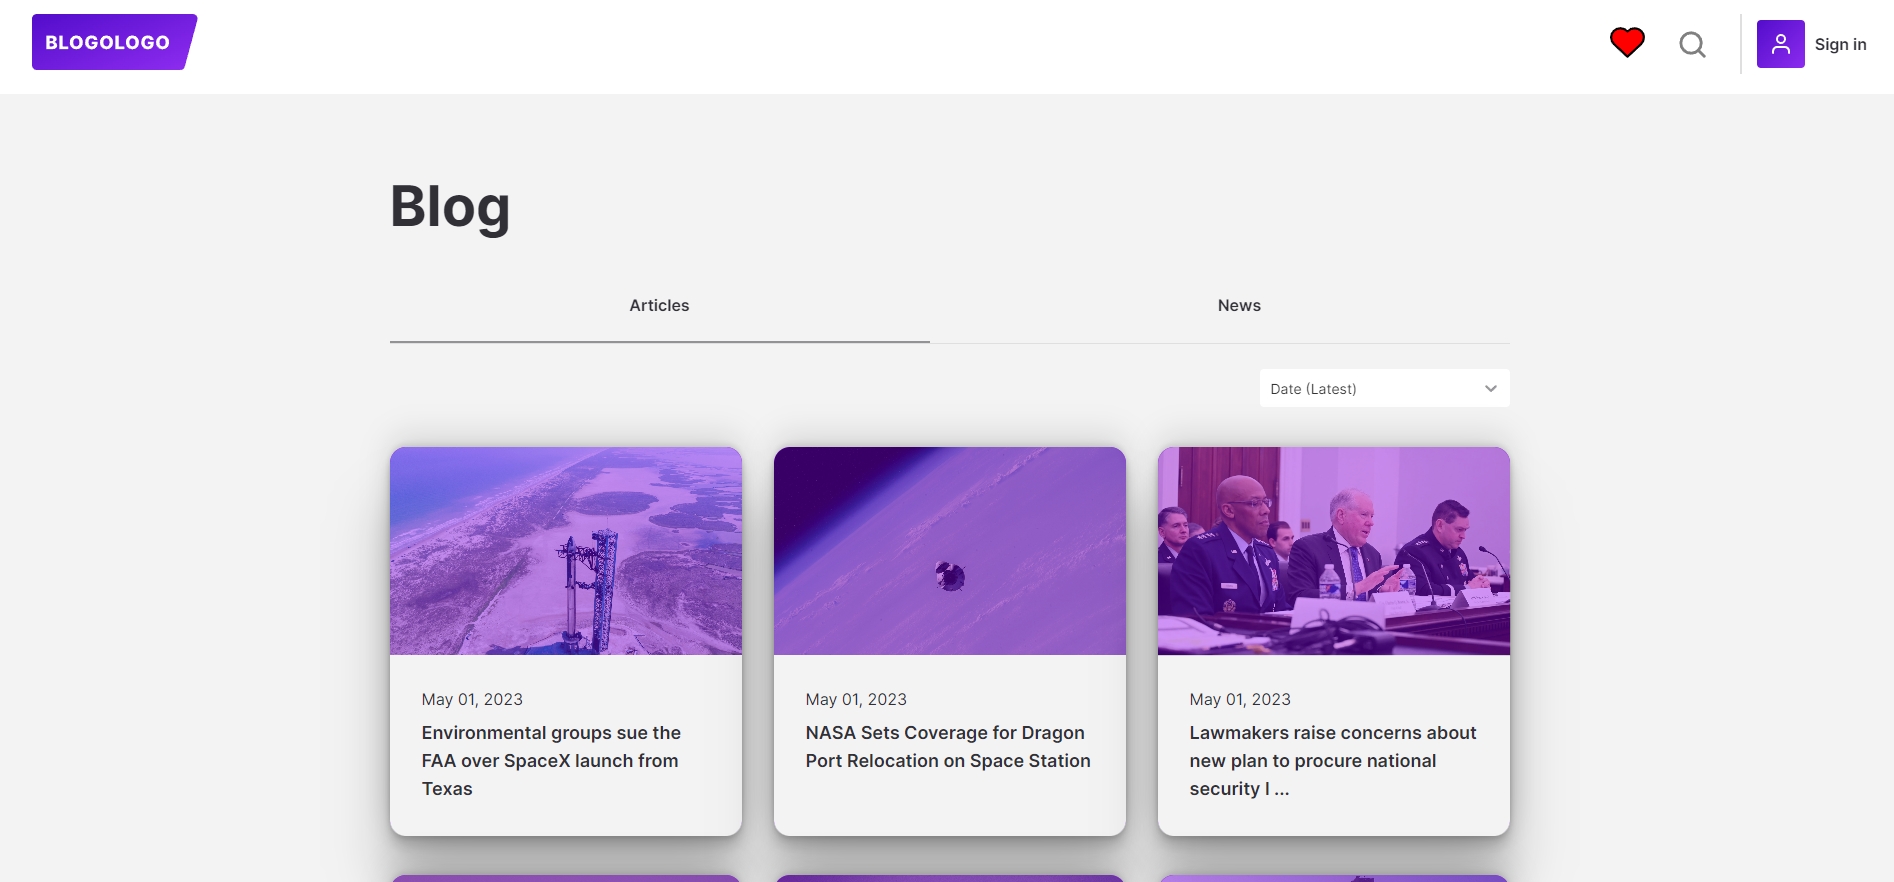 BLOGOLOGO
Sign in
Blog
Articles
News
Date (Latest)
May 01, 2023
Environmental groups sue the
FAA over SpaceX launch from
Texas
May 01, 2023
NASA Sets Coverage for Dragon
Port Relocation on Space Station
May 01, 2023
Lawmakers raise concerns about
new plan to procure national
security l ...